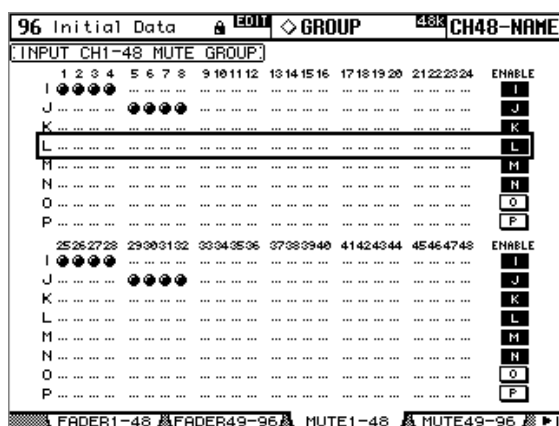 96 Initial Data EDIT GROUP 48K CH48-NAME
INPUT CH1-48 MUTE GROUP
1 2 3 4 5 6 7 8 9 10 11 12 13 14 15 16 17 18 19 20 21 22 23 24 ENABLE
I I
J J
K K
L L
M M
N N
O O
P P
25 26 27 28 29 30 31 32 33 34 35 36 37 38 39 40 41 42 43 44 45 46 47 48 ENABLE
I I
J J
K K
L L
M M
N N
O O
P P
FADER1-48 FADER49-96 MUTE1-48 MUTE49-96